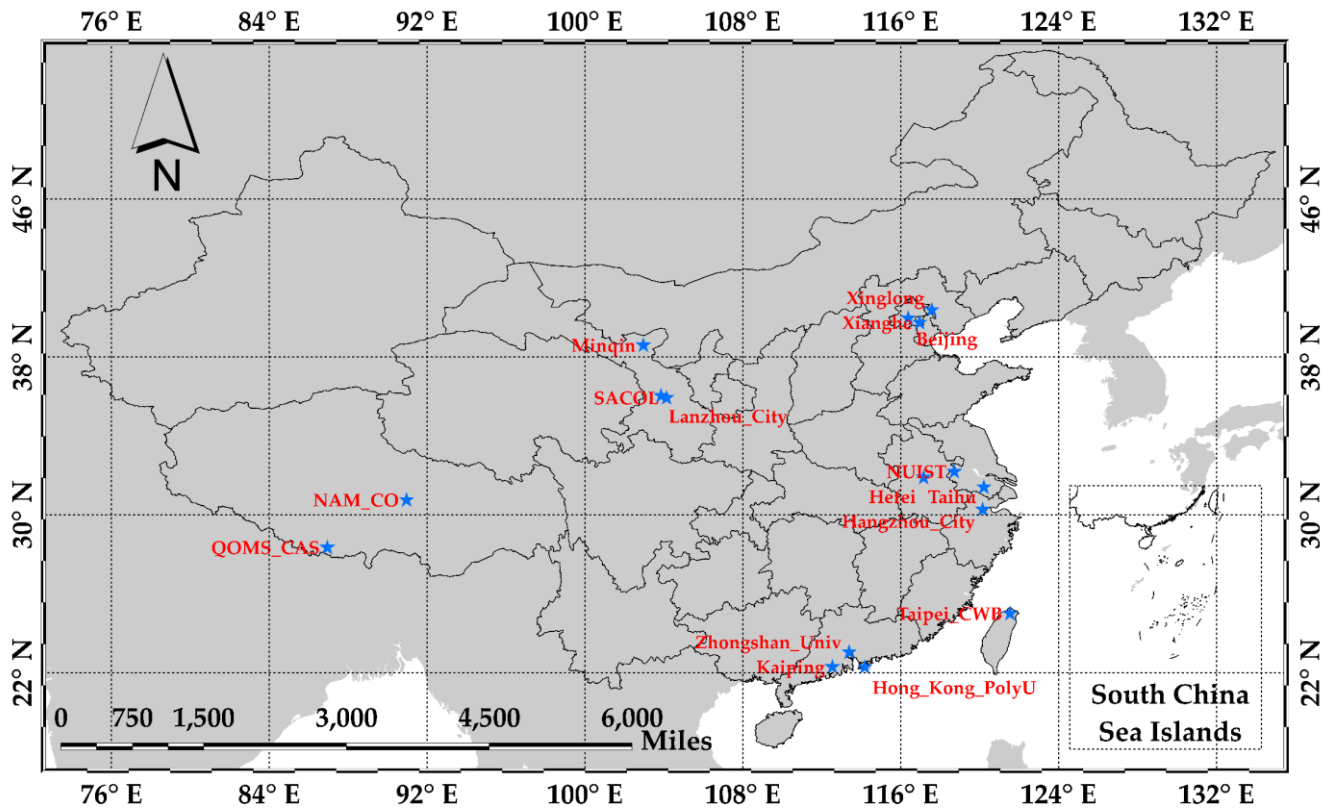 76° E 84° E 92° E 100° E 108° E 116° E 124° E 132° E
46° N 46° N
38° N 38° N
30° N 30° N
22° N 22° N
N
Xinglong
Xianghe
Beijing
Minqin
SACOL
Lanzhou_City
NUIST
Hefei Taihu
NAM_CO
Hangzhou_City
QOMS_CAS
Taipei_CWB
Zhongshan_Univ
Kaiping
Hong_Kong_PolyU
South China
Sea Islands
0 750 1,500 3,000 4,500 6,000
Miles
76° E 84° E 92° E 100° E 108° E 116° E 124° E 132° E